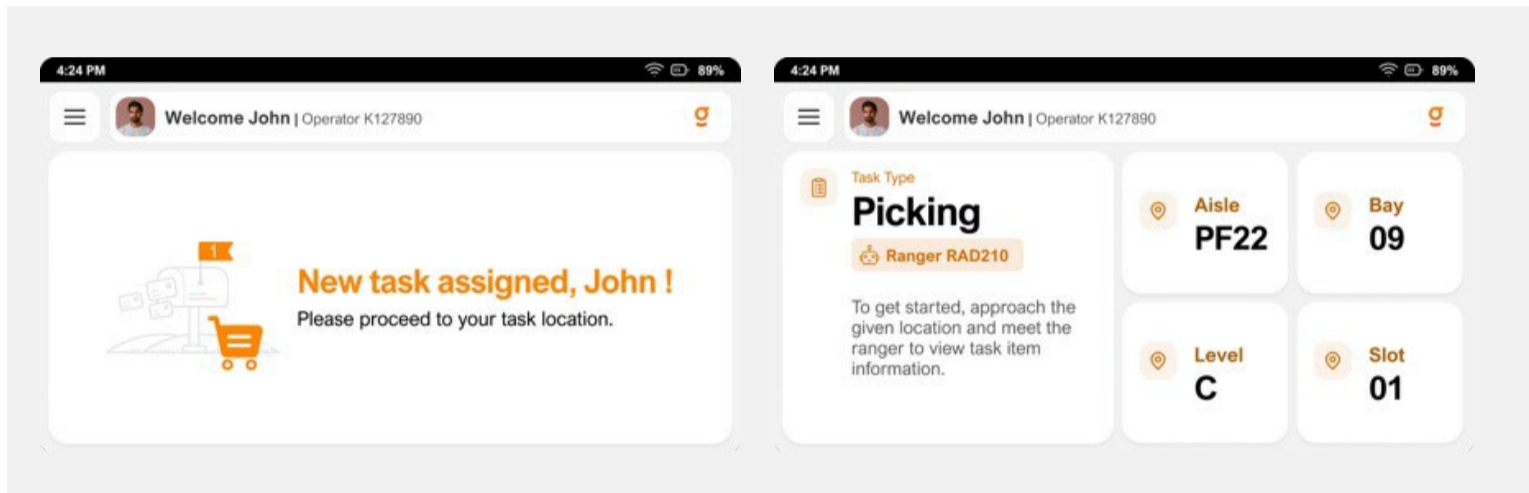 4:24 PM
89%
Welcome John | Operator K127890
g
1
New task assigned, John !
Please proceed to your task location.
4:24 PM
89%
Welcome John | Operator K127890
g
Task Type
Picking
Ranger RAD210
To get started, approach the
given location and meet the
ranger to view task item
information.
Aisle
PF22
Bay
09
Level
C
Slot
01